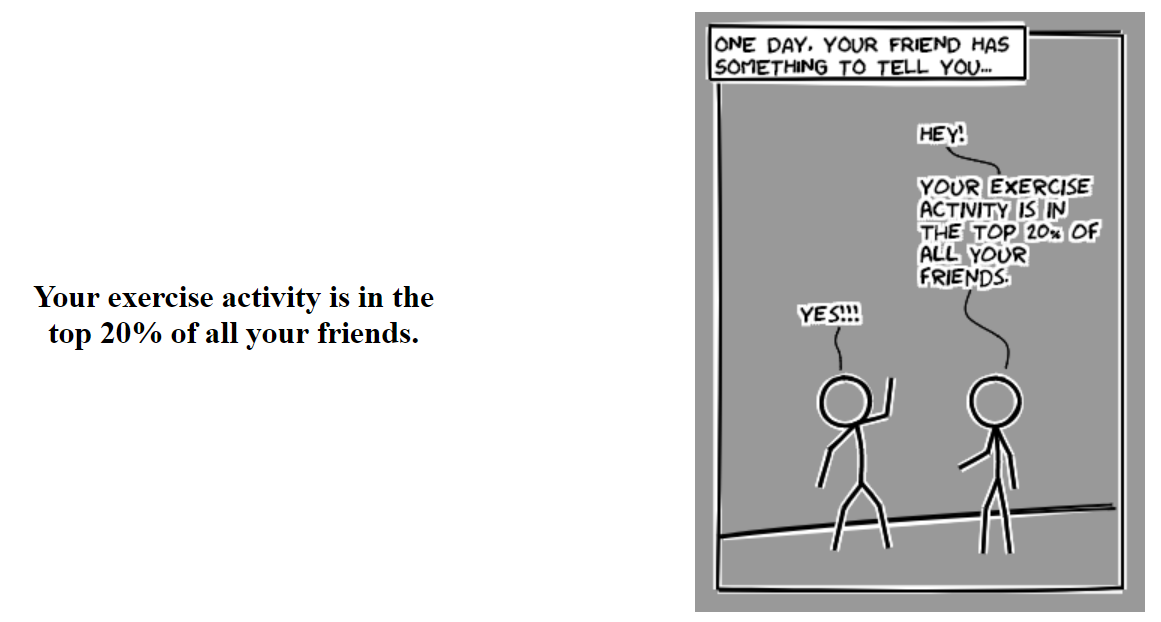 Your exercise activity is in the
top 20% of all your friends.
ONE DAY, YOUR FRIEND HAS
SOMETHING TO TELL YOU...
HEY!
YOUR EXERCISE
ACTIVITY IS IN
THE TOP 20% OF
ALL YOUR
FRIENDS.
YES!!!